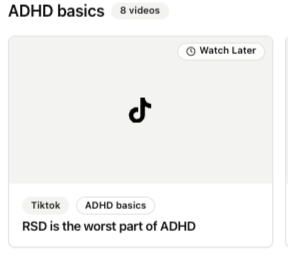 ADHD basics 8 videos
Watch Later
Tiktok ADHD basics
RSD is the worst part of ADHD